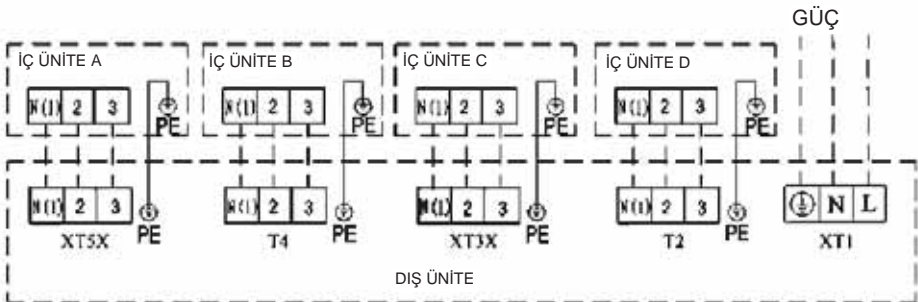 GÜÇ
İÇ ÜNİTE A İÇ ÜNİTE B İÇ ÜNİTE C İÇ ÜNİTE D
N(1) 2 3 PE N(1) 2 3 PE N(1) 2 3 PE N(1) 2 3 PE
N(1) 2 3 PE N(1) 2 3 PE N(1) 2 3 PE N(1) 2 3 PE N L
XT5X T4 XT3X T2 XT1
DIŞ ÜNİTE